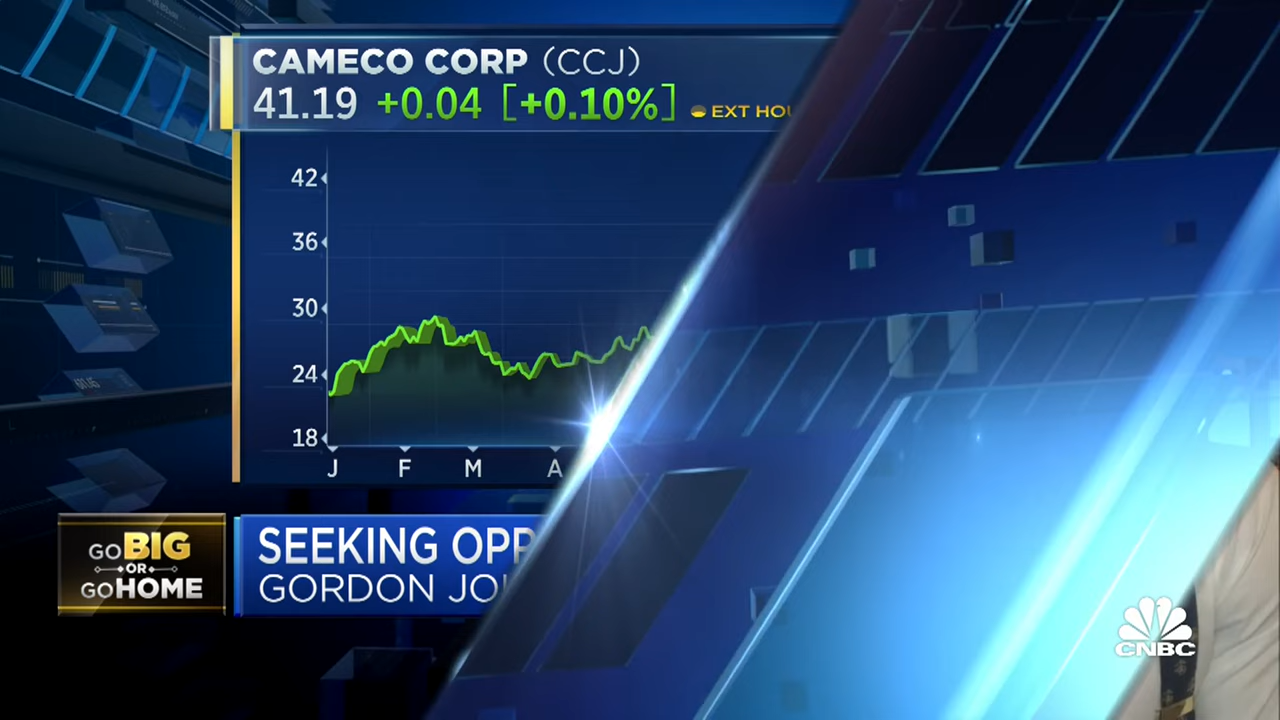 CAMECO CORP (CCJ)
41.19 +0.04 [+0.10%] EXT HOU
42
36
30
24
18
J F M A
GO BIG
OR
GO HOME
SEEKING OPP
GORDON JO
CNBC